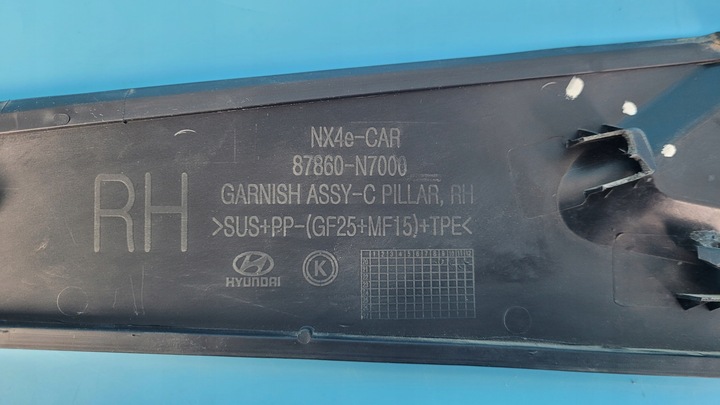 NX4e-CAR
87860-N7000
GARNISH ASSY-C PILLAR, RH
>SUS+PP-(GF25+MF15)+TPE<
RH
HYUNDAI
K